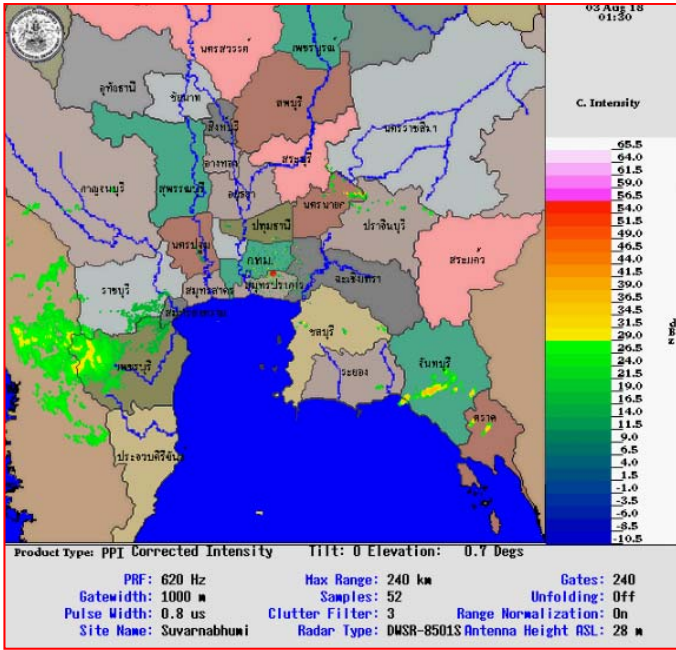 03 Aug 18
01:30
C. Intensity
นครสวรรค์
เพชรบูรณ์
อุทัยธานี
ชัยนาท
ลพบุรี
สิงห์บุรี
นครราชสีมา
อ่างทอง
สระบุรี
กาญจนบุรี
สุพรรณบุรี
อยุธยา
นครนายก
ปราจีนบุรี
ปทุมธานี
นครปฐม
กทม.
สระแก้ว
ราชบุรี
สมุทรสาคร
สมุทรปราการ
ฉะเชิงเทรา
สมุทรสงคราม
ชลบุรี
เพชรบุรี
ระยอง
จันทบุรี
ตราด
ประจวบคีรีขัน
65.5
64.0
61.5
59.0
56.5
54.0
51.5
49.0
46.5
44.0
41.5
39.0
36.5
34.0
31.5
29.0
26.5
24.0
21.5
19.0
16.5
14.0
11.5
9.0
6.5
4.0
1.5
-1.0
-3.5
-6.0
-8.5
-10.5
Product Type: PPI Corrected Intensity Tilt: 0 Elevation: 0.7 Degs
PRF: 620 Hz Max Range: 240 km Gates: 240
Gatewidth: 1000 m Samples: 52 Unfolding: Off
Pulse Width: 0.8 us Clutter Filter: 3 Range Normalization: On
Site Name: Suvarnabhumi Radar Type: DWSR-8501S Antenna Height ASL: 28 m